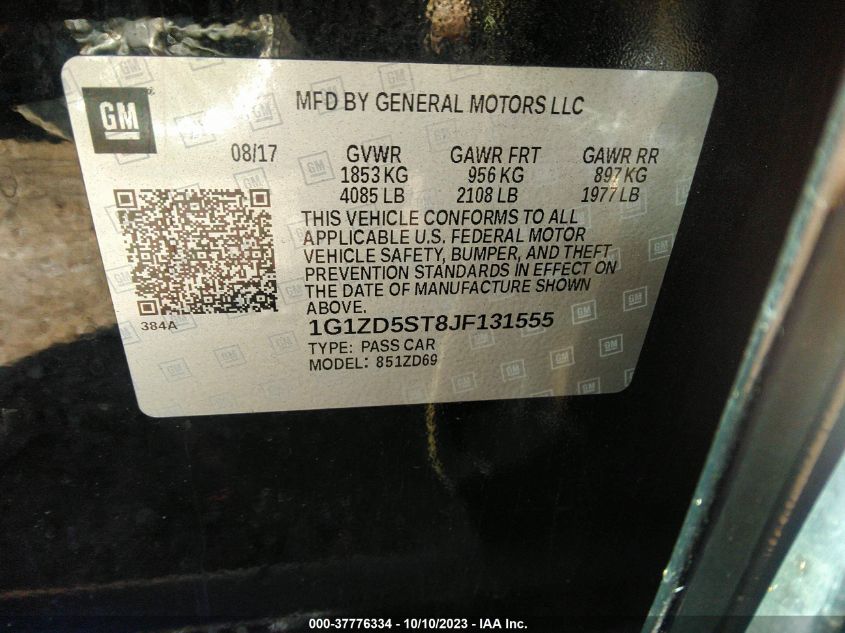 GM
MFD BY GENERAL MOTORS LLC
08/17 GVWR GAWR FRT GAWR RR
1853 KG 956 KG 897 KG
4085 LB 2108 LB 1977 LB
THIS VEHICLE CONFORMS TO ALL
APPLICABLE U.S. FEDERAL MOTOR
VEHICLE SAFETY, BUMPER, AND THEFT
PREVENTION STANDARDS IN EFFECT ON
THE DATE OF MANUFACTURE SHOWN
ABOVE.
384A
1G1ZD5ST8JF131555
TYPE: PASS CAR
MODEL: 851ZD69
000-37776334 - 10/10/2023 - IAA Inc.